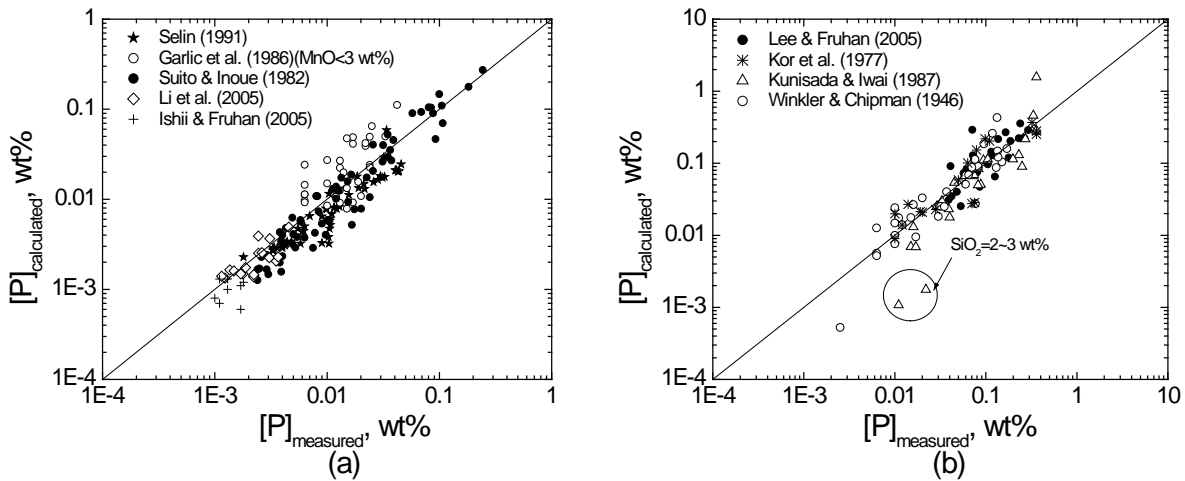 1
0.1
0.01
1E-3
1E-4
[P]calculated, wt%
Selin (1991)
Garlic et al. (1986)(MnO<3 wt%)
Suito & Inoue (1982)
Li et al. (2005)
Ishii & Fruhan (2005)
1E-4 1E-3 0.01 0.1 1
[P]measured, wt%
(a)
10
1
0.1
0.01
1E-3
1E-4
[P]calculated, wt%
Lee & Fruhan (2005)
Kor et al. (1977)
Kunisada & Iwai (1987)
Winkler & Chipman (1946)
SiO2=2~3 wt%
1E-4 1E-3 0.01 0.1 1 10
[P]measured, wt%
(b)